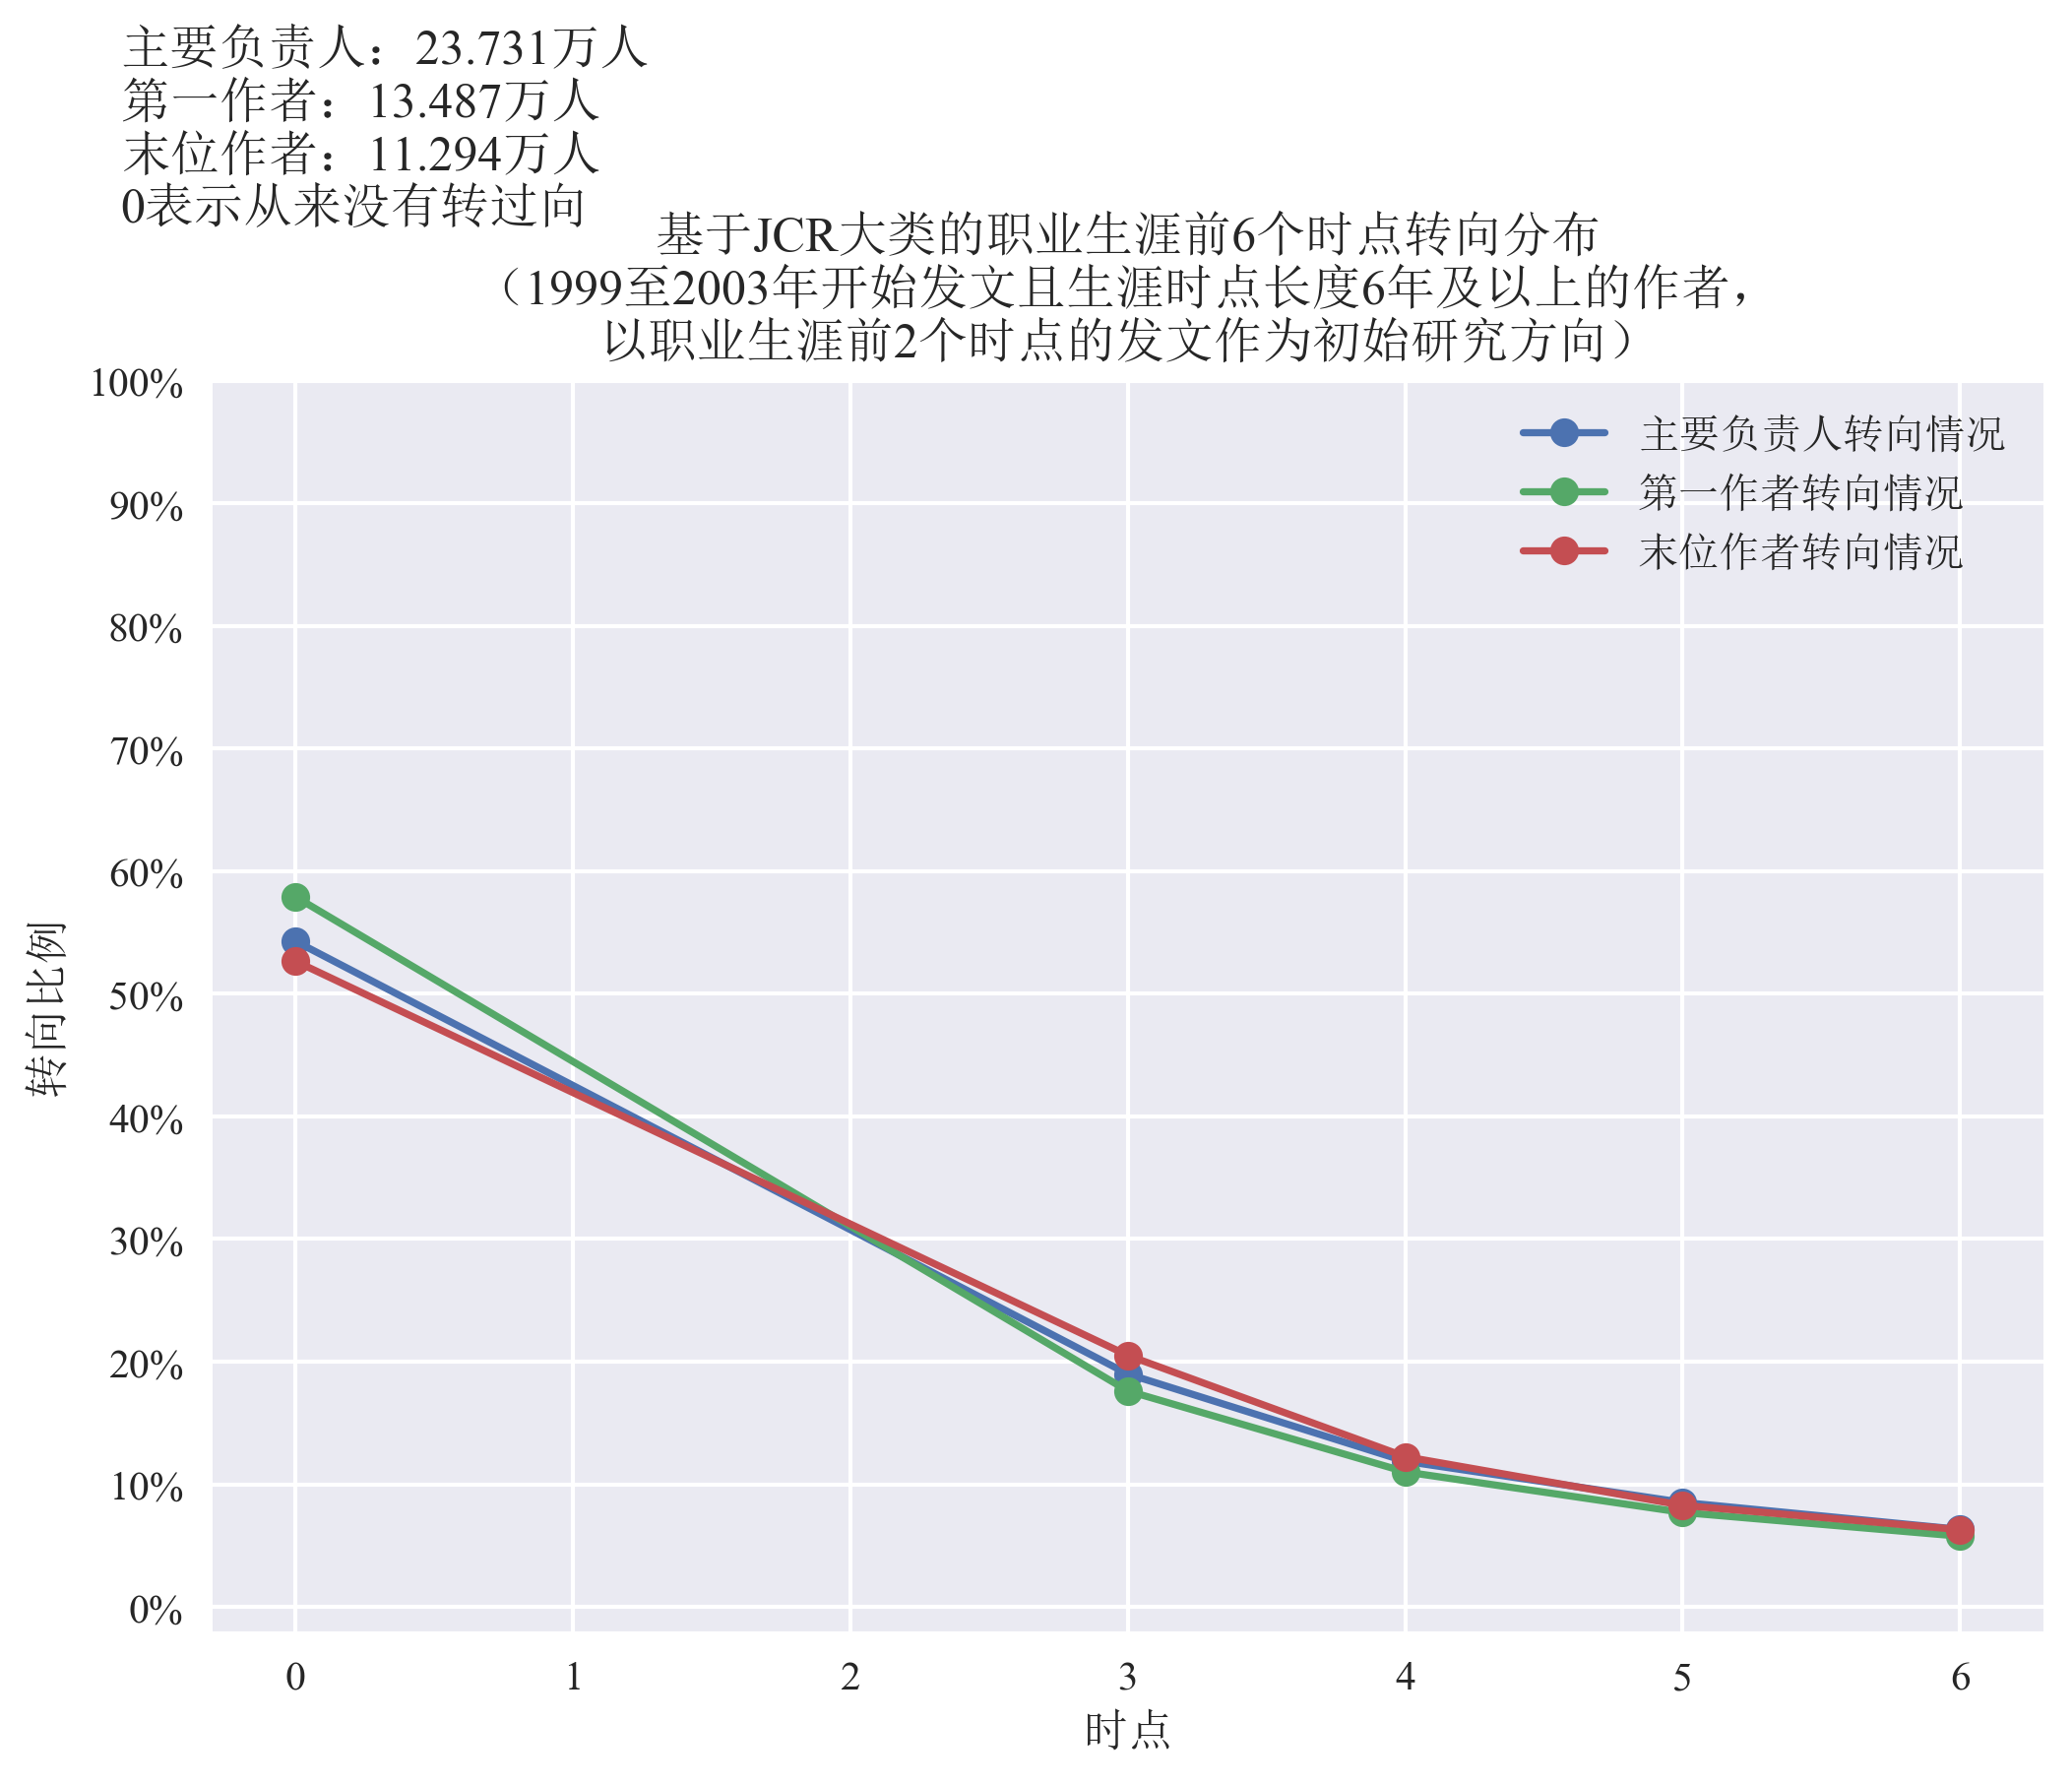 主要负责人：23.731万人
第一作者：13.487万人
末位作者：11.294万人
0表示从来没有转过向
基于JCR大类的职业生涯前6个时点转向分布
（1999至2003年开始发文且生涯时点长度6年及以上的作者，
以职业生涯前2个时点的发文作为初始研究方向）
主要负责人转向情况
第一作者转向情况
末位作者转向情况
转向比例
100%
90%
80%
70%
60%
50%
40%
30%
20%
10%
0%
0 1 2 3 4 5 6
时点